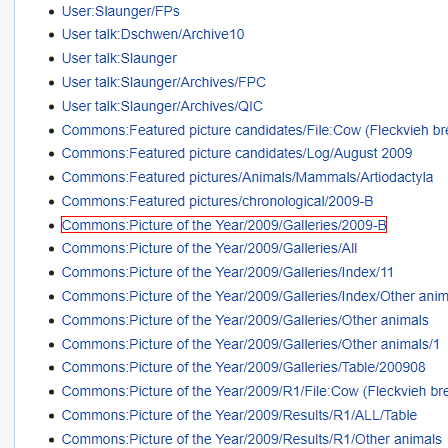 User:Slaunger/FPs
User talk:Dschwen/Archive10
User talk:Slaunger
User talk:Slaunger/Archives/FPC
User talk:Slaunger/Archives/QIC
Commons:Featured picture candidates/File:Cow (Fleckvieh bre
Commons:Featured picture candidates/Log/August 2009
Commons:Featured pictures/Animals/Mammals/Artiodactyla
Commons:Featured pictures/chronological/2009-B
Commons:Picture of the Year/2009/Galleries/2009-B
Commons:Picture of the Year/2009/Galleries/All
Commons:Picture of the Year/2009/Galleries/Index/11
Commons:Picture of the Year/2009/Galleries/Index/Other anim
Commons:Picture of the Year/2009/Galleries/Other animals
Commons:Picture of the Year/2009/Galleries/Other animals/1
Commons:Picture of the Year/2009/Galleries/Table/200908
Commons:Picture of the Year/2009/R1/File:Cow (Fleckvieh bre
Commons:Picture of the Year/2009/Results/R1/ALL/Table
Commons:Picture of the Year/2009/Results/R1/Other animals